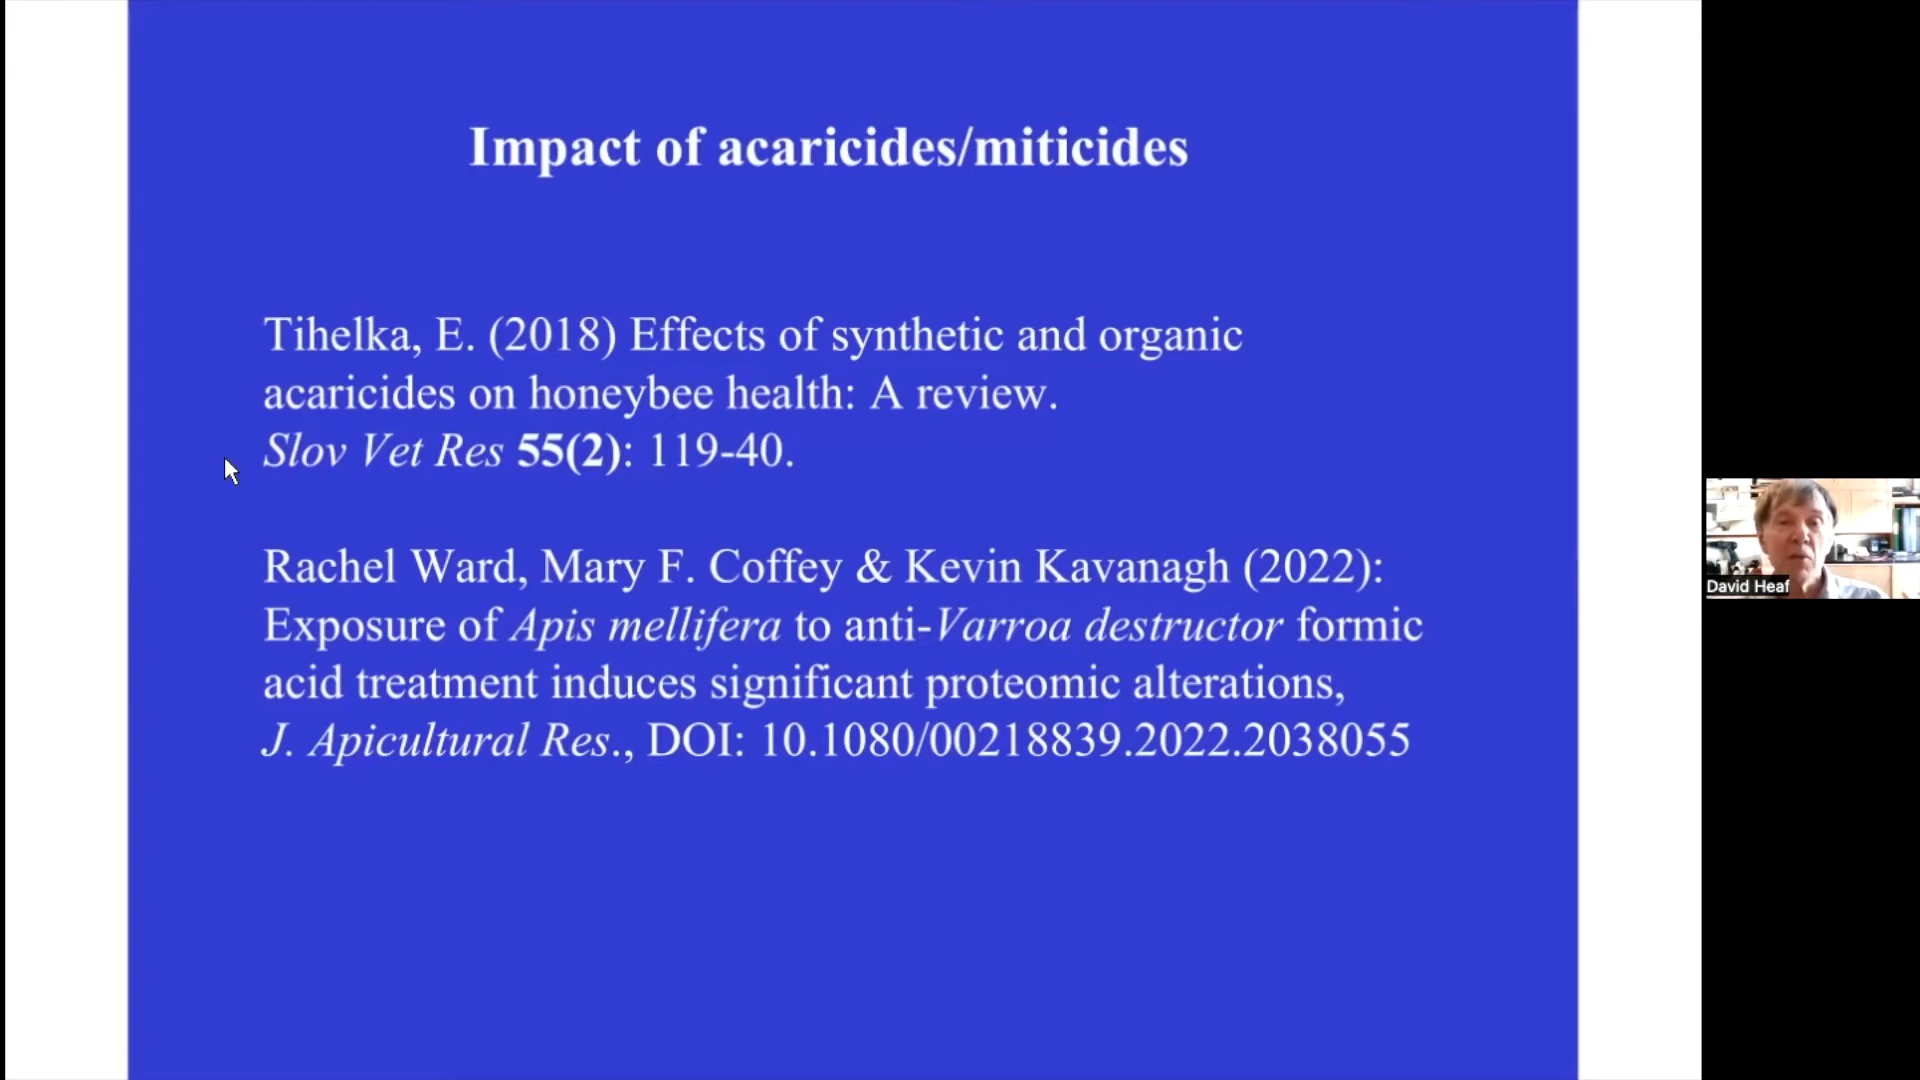 Impact of acaricides/miticides
Tihelka, E. (2018) Effects of synthetic and organic
acaricides on honeybee health: A review.
Slov Vet Res 55(2): 119-40.
Rachel Ward, Mary F. Coffey & Kevin Kavanagh (2022):
Exposure of Apis mellifera to anti-Varroa destructor formic
acid treatment induces significant proteomic alterations,
J. Apicultural Res., DOI: 10.1080/00218839.2022.2038055
David Heaf